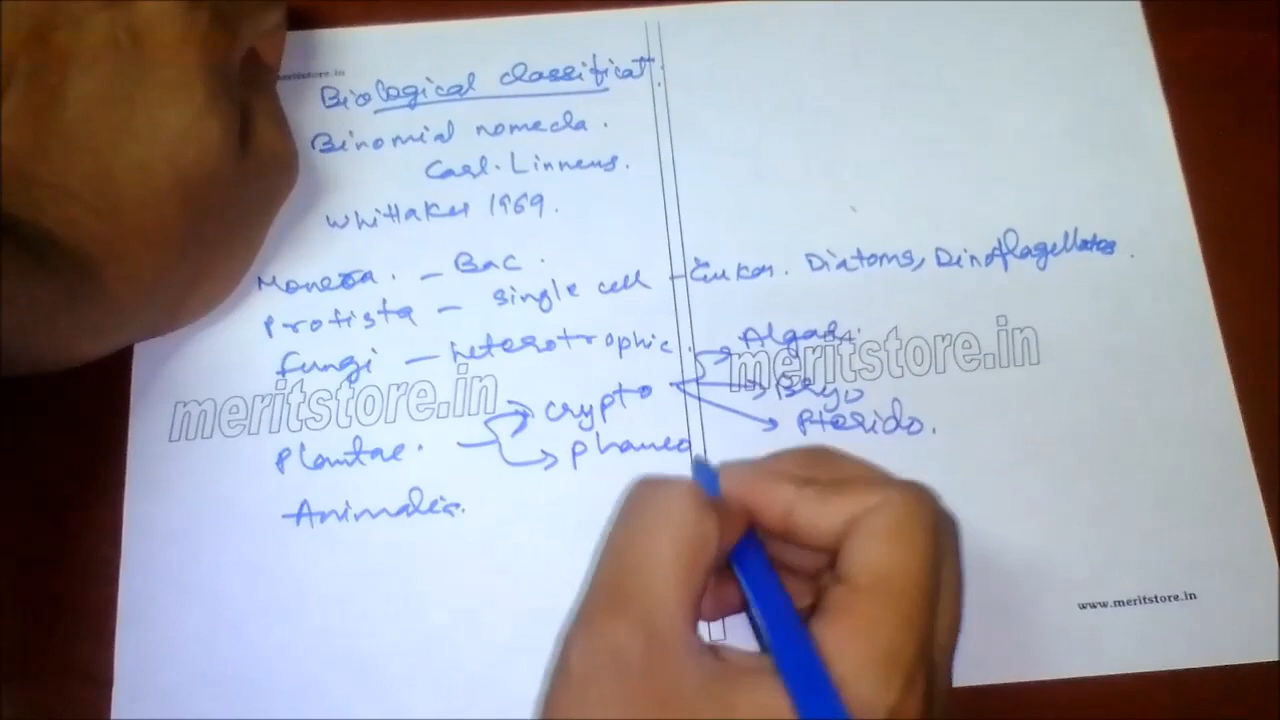 meritstore.in
Biological classificat
Binomial nomecla.
Carl. Linneus.
Whittaker 1969.
Monera. - Bac.
Protista - single cell - Eukar. Diatoms, Dinoflagellates.
Fungi - heterotrophic.
Algae.
meritstore.in
meritstore.in
crypto
Bryo
Pterido.
Plantae.
phanero
Animalia.
www.meritstore.in